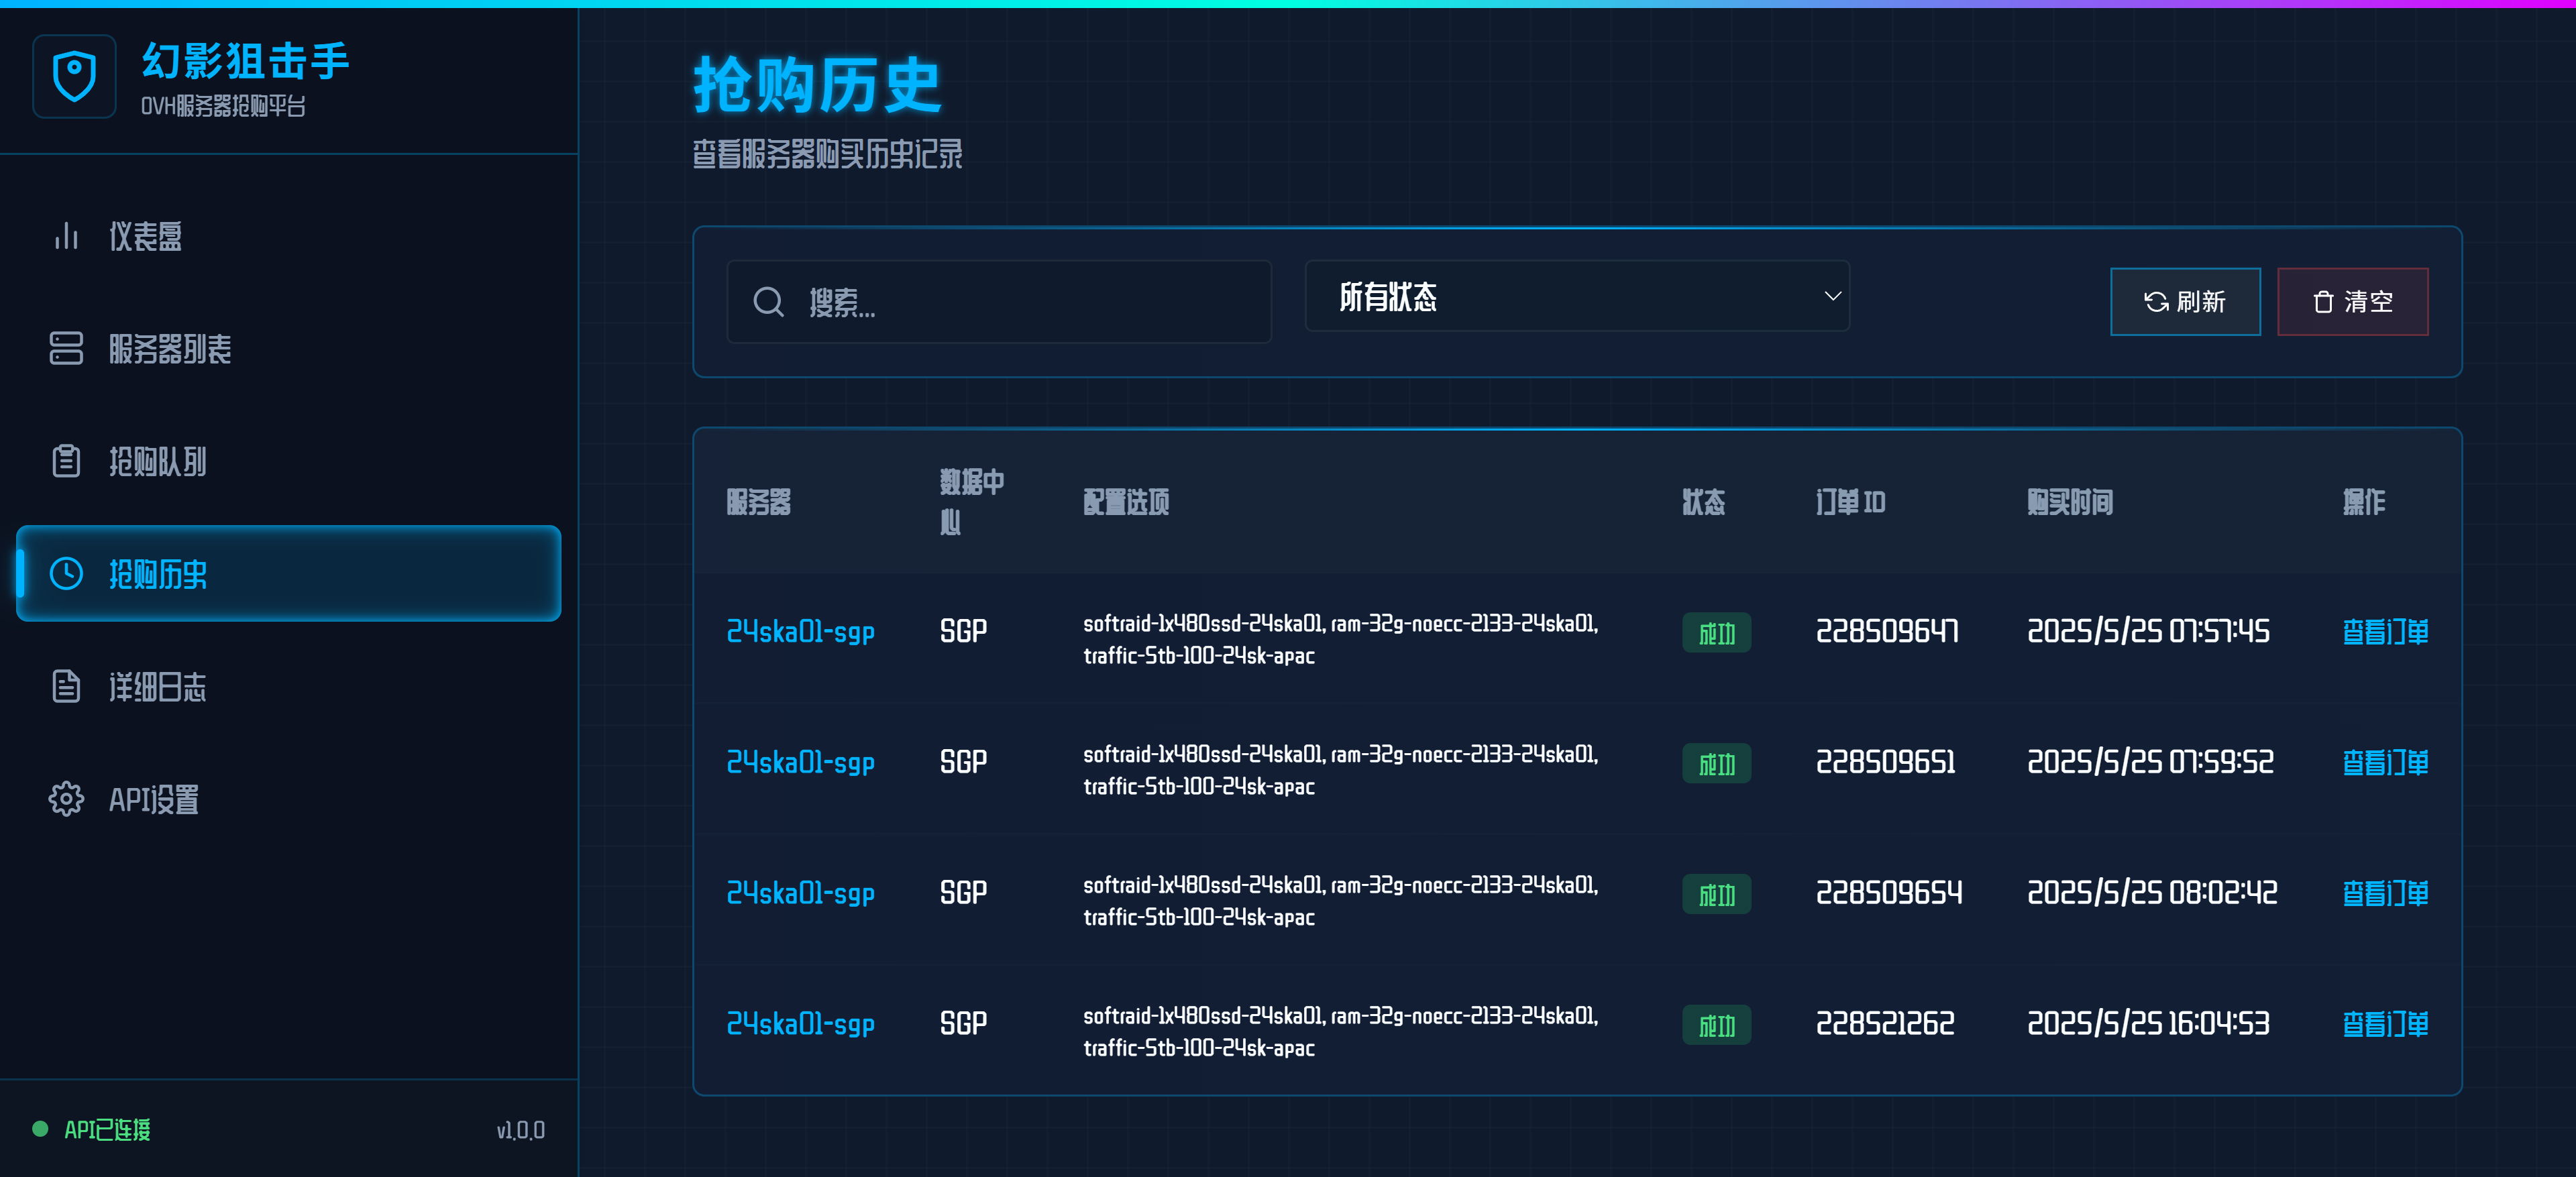 幻影狙击手
OVH服务器抢购平台
仪表盘
服务器列表
抢购队列
抢购历史
详细日志
API设置
API已连接
v1.0.0
抢购历史
查看服务器购买历史记录
搜索...
所有状态
刷新
清空
服务器
数据中
心
配置选项
状态
订单 ID
购买时间
操作
24ska01-sgp
SGP
softraid-1x480ssd-24ska01, ram-32g-noecc-2133-24ska01,
traffic-5tb-100-24sk-apac
成功
228509647
2025/5/25 07:57:45
查看订单
24ska01-sgp
SGP
softraid-1x480ssd-24ska01, ram-32g-noecc-2133-24ska01,
traffic-5tb-100-24sk-apac
成功
228509651
2025/5/25 07:59:52
查看订单
24ska01-sgp
SGP
softraid-1x480ssd-24ska01, ram-32g-noecc-2133-24ska01,
traffic-5tb-100-24sk-apac
成功
228509654
2025/5/25 08:02:42
查看订单
24ska01-sgp
SGP
softraid-1x480ssd-24ska01, ram-32g-noecc-2133-24ska01,
traffic-5tb-100-24sk-apac
成功
228521262
2025/5/25 16:04:53
查看订单